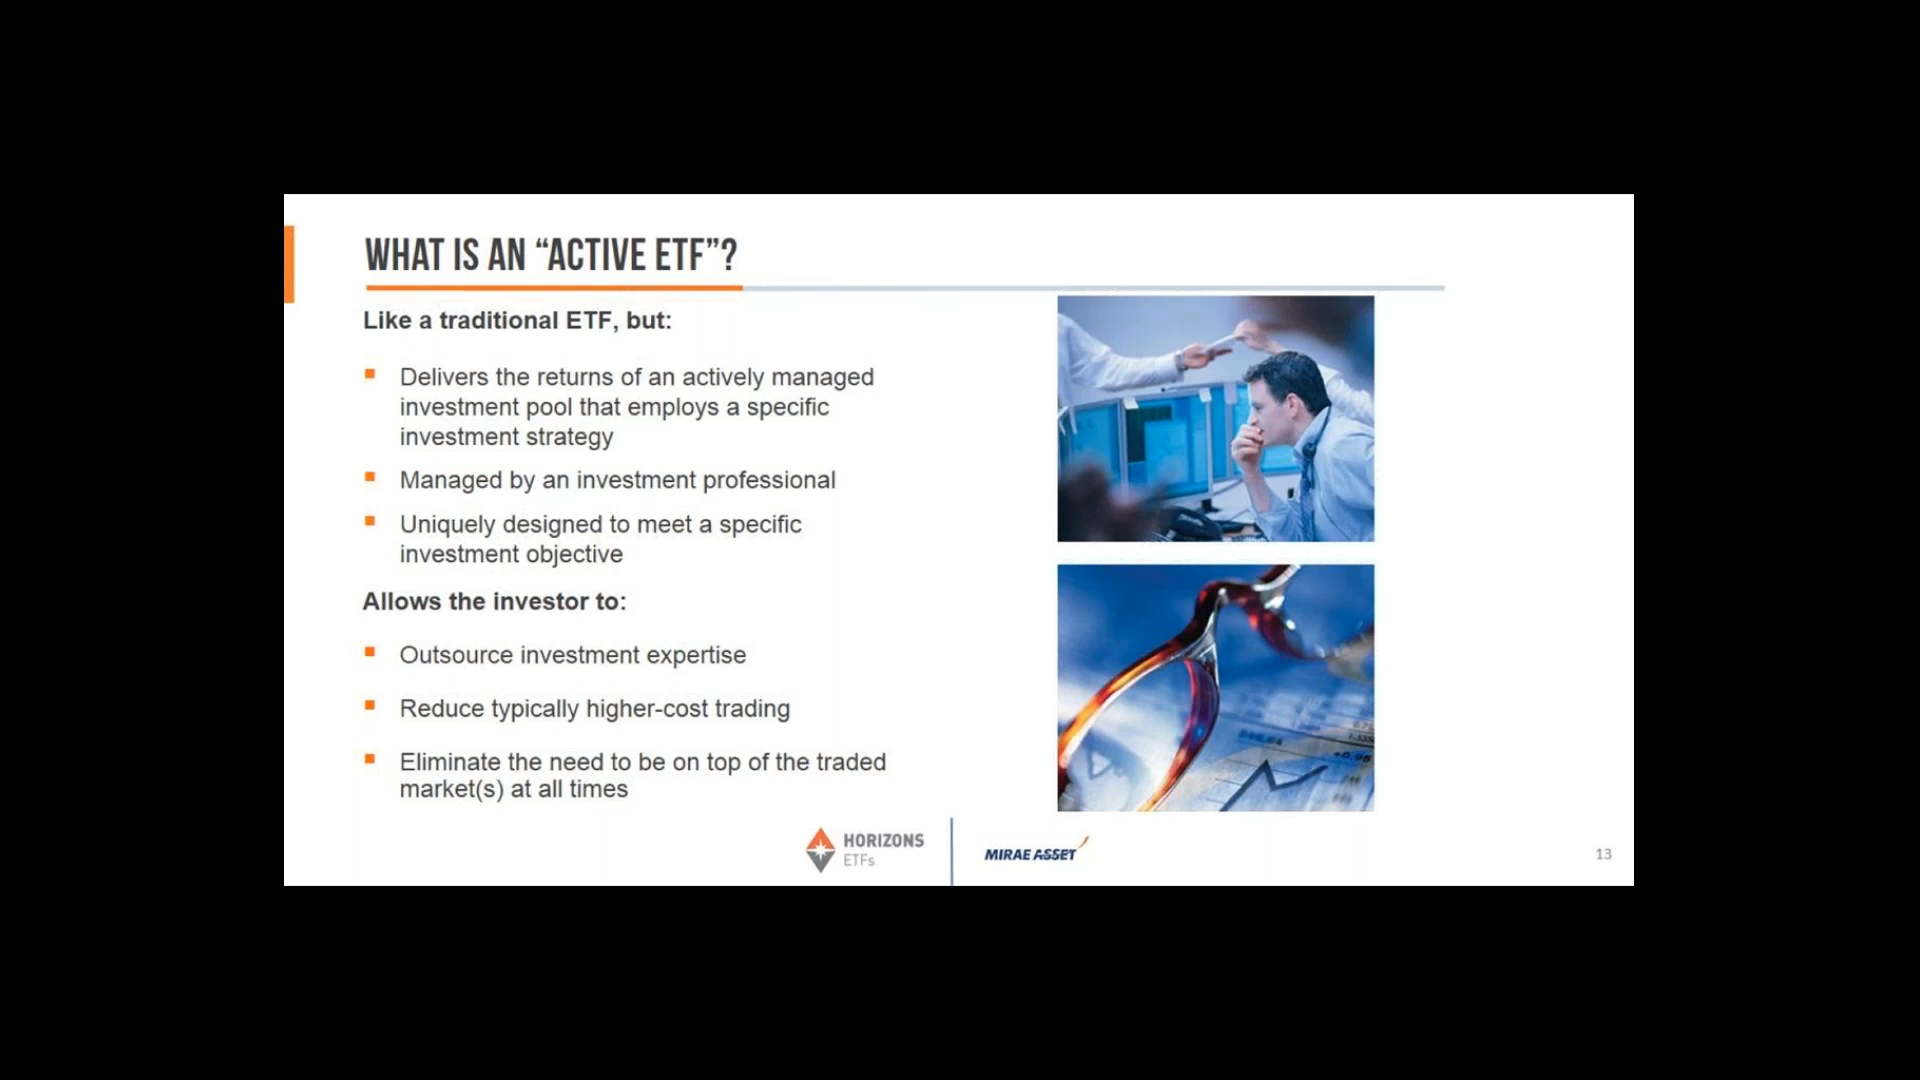 WHAT IS AN “ACTIVE ETF”?
Like a traditional ETF, but:
Delivers the returns of an actively managed
investment pool that employs a specific
investment strategy
Managed by an investment professional
Uniquely designed to meet a specific
investment objective
Allows the investor to:
Outsource investment expertise
Reduce typically higher-cost trading
Eliminate the need to be on top of the traded
market(s) at all times
HORIZONS
ETFs
MIRAE ASSET
13